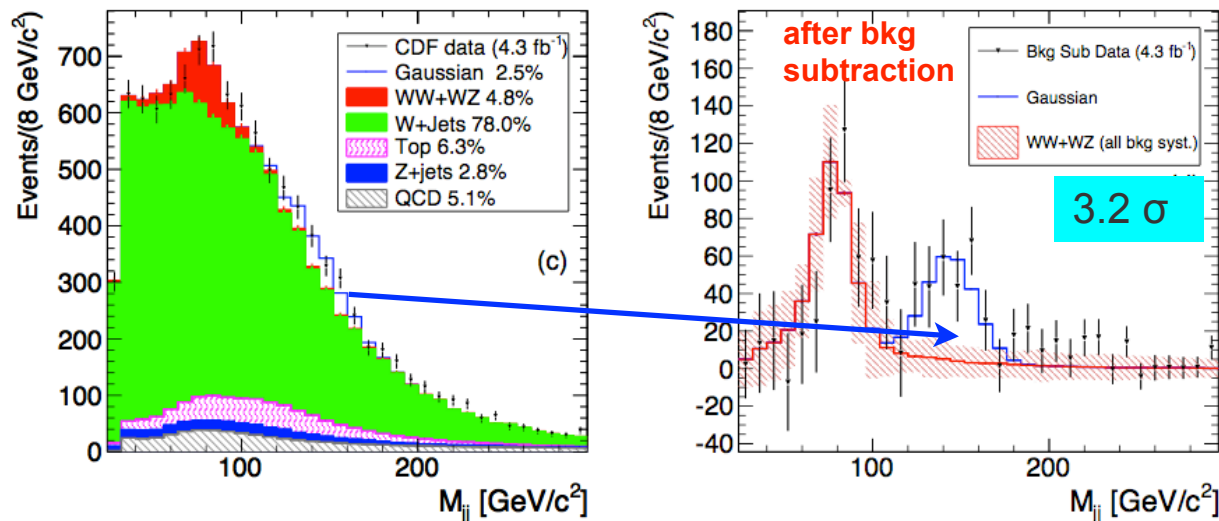 Events/(8 GeV/c²)
700
600
500
400
300
200
100
0
CDF data (4.3 fb⁻¹)
Gaussian 2.5%
WW+WZ 4.8%
W+Jets 78.0%
Top 6.3%
Z+jets 2.8%
QCD 5.1%
(c)
100
200
M_jj [GeV/c²]
Events/(8 GeV/c²)
180
160
140
120
100
80
60
40
20
0
-20
-40
after bkg
subtraction
Bkg Sub Data (4.3 fb⁻¹)
Gaussian
WW+WZ (all bkg syst.)
3.2 σ
100
200
M_jj [GeV/c²]